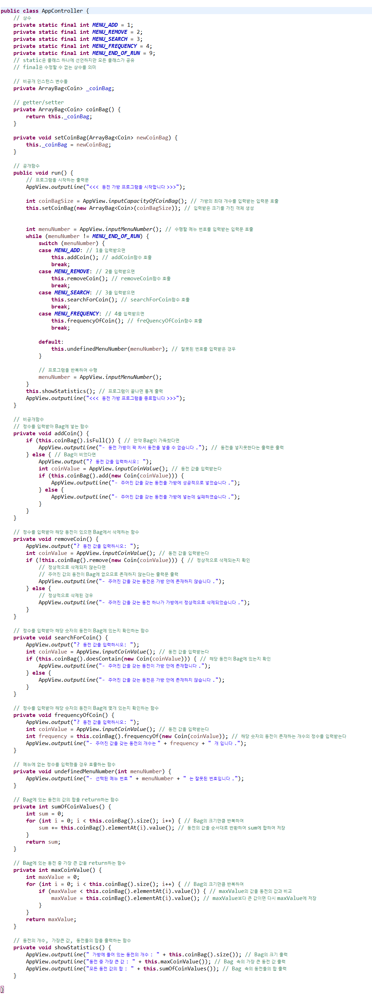 public class AppController {
// 상수
private static final int MENU_ADD = 1;
private static final int MENU_REMOVE = 2;
private static final int MENU_SEARCH = 3;
private static final int MENU_FREQUENCY = 4;
private static final int MENU_END_OF_RUN = 9;
// static은 클래스 하나에 선언하지만 모든 클래스가 공유
// final은 수정할 수 없는 상수를 의미
// 비공개 인스턴스 변수들
private ArrayBag<Coin> _coinBag;
// getter/setter
private ArrayBag<Coin> coinBag() {
return this._coinBag;
}
private void setCoinBag(ArrayBag<Coin> newCoinBag) {
this._coinBag = newCoinBag;
}
// 공개함수
public void run() {
// 프로그램을 시작하는 출력문
AppView.outputLine("<<< 동전 가방 프로그램을 시작합니다 >>>");
int coinBagSize = AppView.inputCapacityOfCoinBag(); // 가방의 최대 개수를 입력받는 입력문 호출
this.setCoinBag(new ArrayBag<Coin>(coinBagSize)); // 입력받은 크기를 가진 객체 생성
int menuNumber = AppView.inputMenuNumber(); // 수행할 메뉴 번호를 입력받는 입력문 호출
while (menuNumber != MENU_END_OF_RUN) {
switch (menuNumber) {
case MENU_ADD: // 1을 입력받으면
this.addCoin(); // addCoin함수 호출
break;
case MENU_REMOVE: // 2를 입력받으면
this.removeCoin(); // removeCoin함수 호출
break;
case MENU_SEARCH: // 3을 입력받으면
this.searchForCoin(); // searchForCoin함수 호출
break;
case MENU_FREQUENCY: // 4를 입력받으면
this.frequencyOfCoin(); // freQuencyOfCoin함수 호출
break;
default:
this.undefinedMenuNumber(menuNumber); // 잘못된 번호를 입력받은 경우
}
// 프로그램을 반복하여 수행
menuNumber = AppView.inputMenuNumber();
}
this.showStatistics(); // 프로그램이 끝나면 통계 출력
AppView.outputLine("<<< 동전 가방 프로그램을 종료합니다 >>>");
}
// 비공개함수
// 정수를 입력받아 Bag에 넣는 함수
private void addCoin() {
if (this.coinBag().isFull()) { // 만약 Bag이 가득찼다면
AppView.outputLine("- 동전 가방이 꽉 차서 동전을 넣을 수 없습니다 ."); // 동전을 넣지못한다는 출력문 출력
} else { // Bag이 비었다면
AppView.output("? 동전 값을 입력하시오: ");
int coinValue = AppView.inputCoinValue(); // 동전 값을 입력받는다
if (this.coinBag().add(new Coin(coinValue))) {
AppView.outputLine("- 주어진 값을 갖는 동전을 가방에 성공적으로 넣었습니다 .");
} else {
AppView.outputLine("- 주어진 값을 갖는 동전을 가방에 넣는데 실패하였습니다 .");
}
}
}
// 정수를 입력받아 해당 동전이 있으면 Bag에서 삭제하는 함수
private void removeCoin() {
AppView.output("? 동전 값을 입력하시오: ");
int coinValue = AppView.inputCoinValue(); // 동전 값을 입력받는다
if (!this.coinBag().remove(new Coin(coinValue))) { // 정상적으로 삭제되는지 확인
// 정상적으로 삭제되지 않는다면
// 주어진 값의 동전이 Bag에 없으므로 존재하지 않는다는 출력문 출력
AppView.outputLine("- 주어진 값을 갖는 동전은 가방 안에 존재하지 않습니다 .");
} else {
// 정상적으로 삭제된 경우
AppView.outputLine("- 주어진 값을 갖는 동전 하나가 가방에서 정상적으로 삭제되었습니다 .");
}
}
// 정수를 입력받아 해당 숫자의 동전이 Bag에 있는지 확인하는 함수
private void searchForCoin() {
AppView.output("? 동전 값을 입력하시오: ");
int coinValue = AppView.inputCoinValue(); // 동전 값을 입력받는다
if (this.coinBag().doesContain(new Coin(coinValue))) { // 해당 동전이 Bag에 있는지 확인
AppView.outputLine("- 주어진 값을 갖는 동전이 가방 안에 존재합니다 .");
} else {
AppView.outputLine("- 주어진 값을 갖는 동전은 가방 안에 존재하지 않습니다 .");
}
}
// 정수를 입력받아 해당 숫자의 동전이 Bag에 몇개 있는지 확인하는 함수
private void frequencyOfCoin() {
AppView.output("? 동전 값을 입력하시오: ");
int coinValue = AppView.inputCoinValue(); // 동전 값을 입력받는다
int frequency = this.coinBag().frequencyOf(new Coin(coinValue)); // 해당 숫자의 동전이 존재하는 개수의 정수를 입력받는다
AppView.outputLine("- 주어진 값을 갖는 동전의 개수는 " + frequency + " 개 입니다 .");
}
// 메뉴에 없는 정수를 입력했을 경우 호출하는 함수
private void undefinedMenuNumber(int menuNumber) {
AppView.outputLine("- 선택된 메뉴 번호 " + menuNumber + " 는 잘못된 번호입니다 .");
}
// Bag에 있는 동전의 값의 합을 return하는 함수
private int sumOfCoinValues() {
int sum = 0;
for (int i = 0; i < this.coinBag().size(); i++) { // Bag의 크기만큼 반복하여
sum += this.coinBag().elementAt(i).value(); // 동전의 값을 순서대로 반환하여 sum에 합하여 저장
}
return sum;
}
// Bag에 있는 동전 중 가장 큰 값을 return하는 함수
private int maxCoinValue() {
int maxValue = 0;
for (int i = 0; i < this.coinBag().size(); i++) { // Bag의 크기만큼 반복하여
if (maxValue < this.coinBag().elementAt(i).value()) { // maxValue의 값을 동전의 값과 비교
maxValue = this.coinBag().elementAt(i).value(); // maxValue보다 큰 값이면 다시 maxValue에 저장
}
}
return maxValue;
}
// 동전의 개수, 가장큰 값, 동전들의 합을 출력하는 함수
private void showStatistics() {
AppView.outputLine(" 가방에 들어 있는 동전의 개수 : " + this.coinBag().size()); // Bag의 크기 출력
AppView.outputLine("동전 중 가장 큰 값 : " + this.maxCoinValue()); // Bag 속의 가장 큰 동전 값 출력
AppView.outputLine("모든 동전 값의 합 : " + this.sumOfCoinValues()); // Bag 속의 동전들의 합 출력
}
}